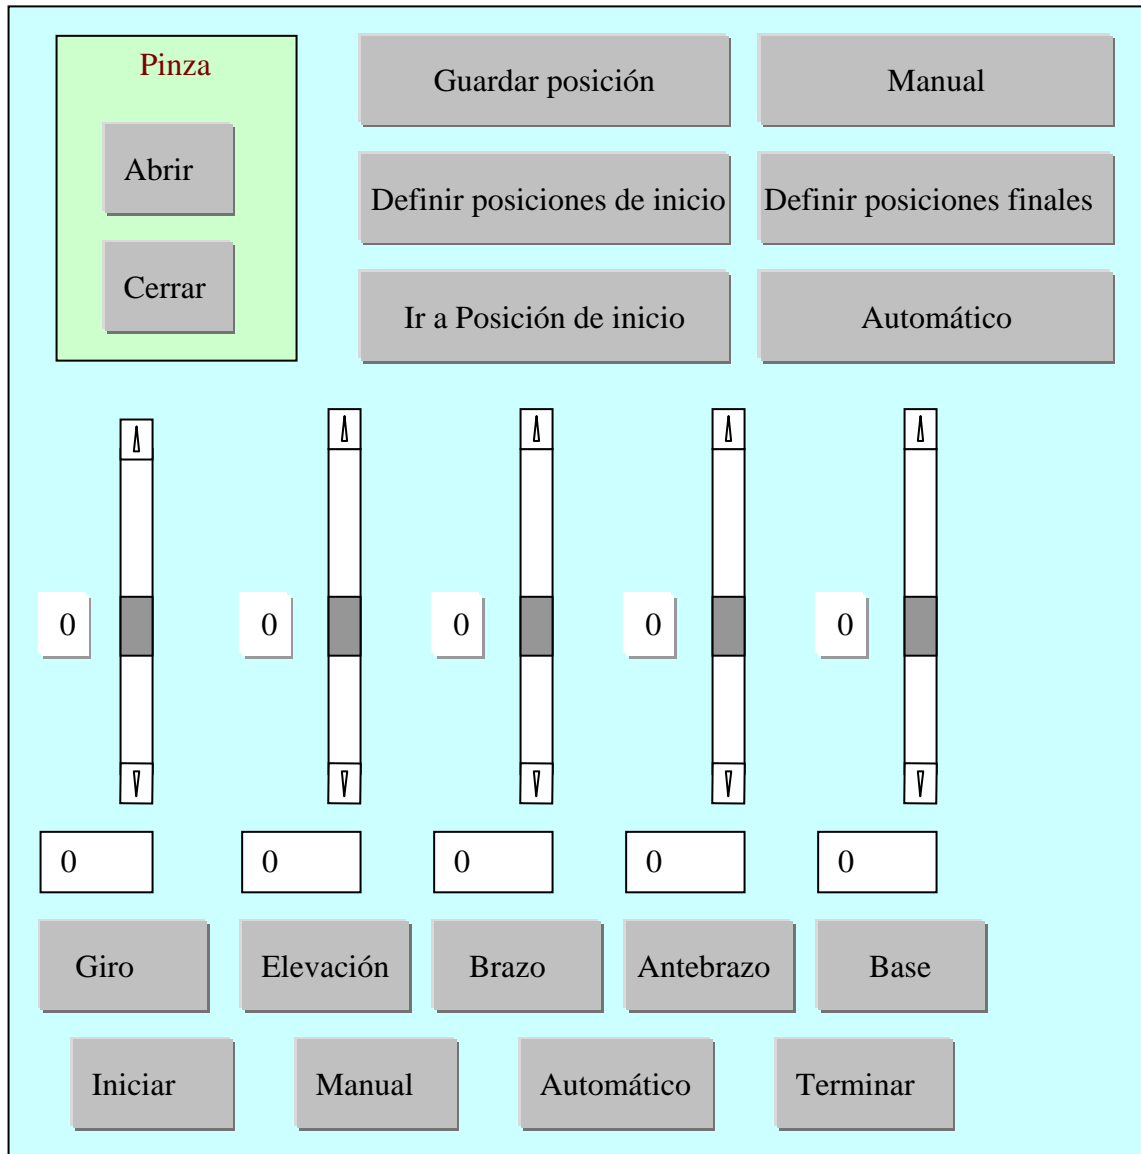 Pinza
Abrir
Cerrar
Guardar posición
Manual
Definir posiciones de inicio
Definir posiciones finales
Ir a Posición de inicio
Automático
0
0
0
0
0
0
0
0
0
0
Giro
Elevación
Brazo
Antebrazo
Base
Iniciar
Manual
Automático
Terminar